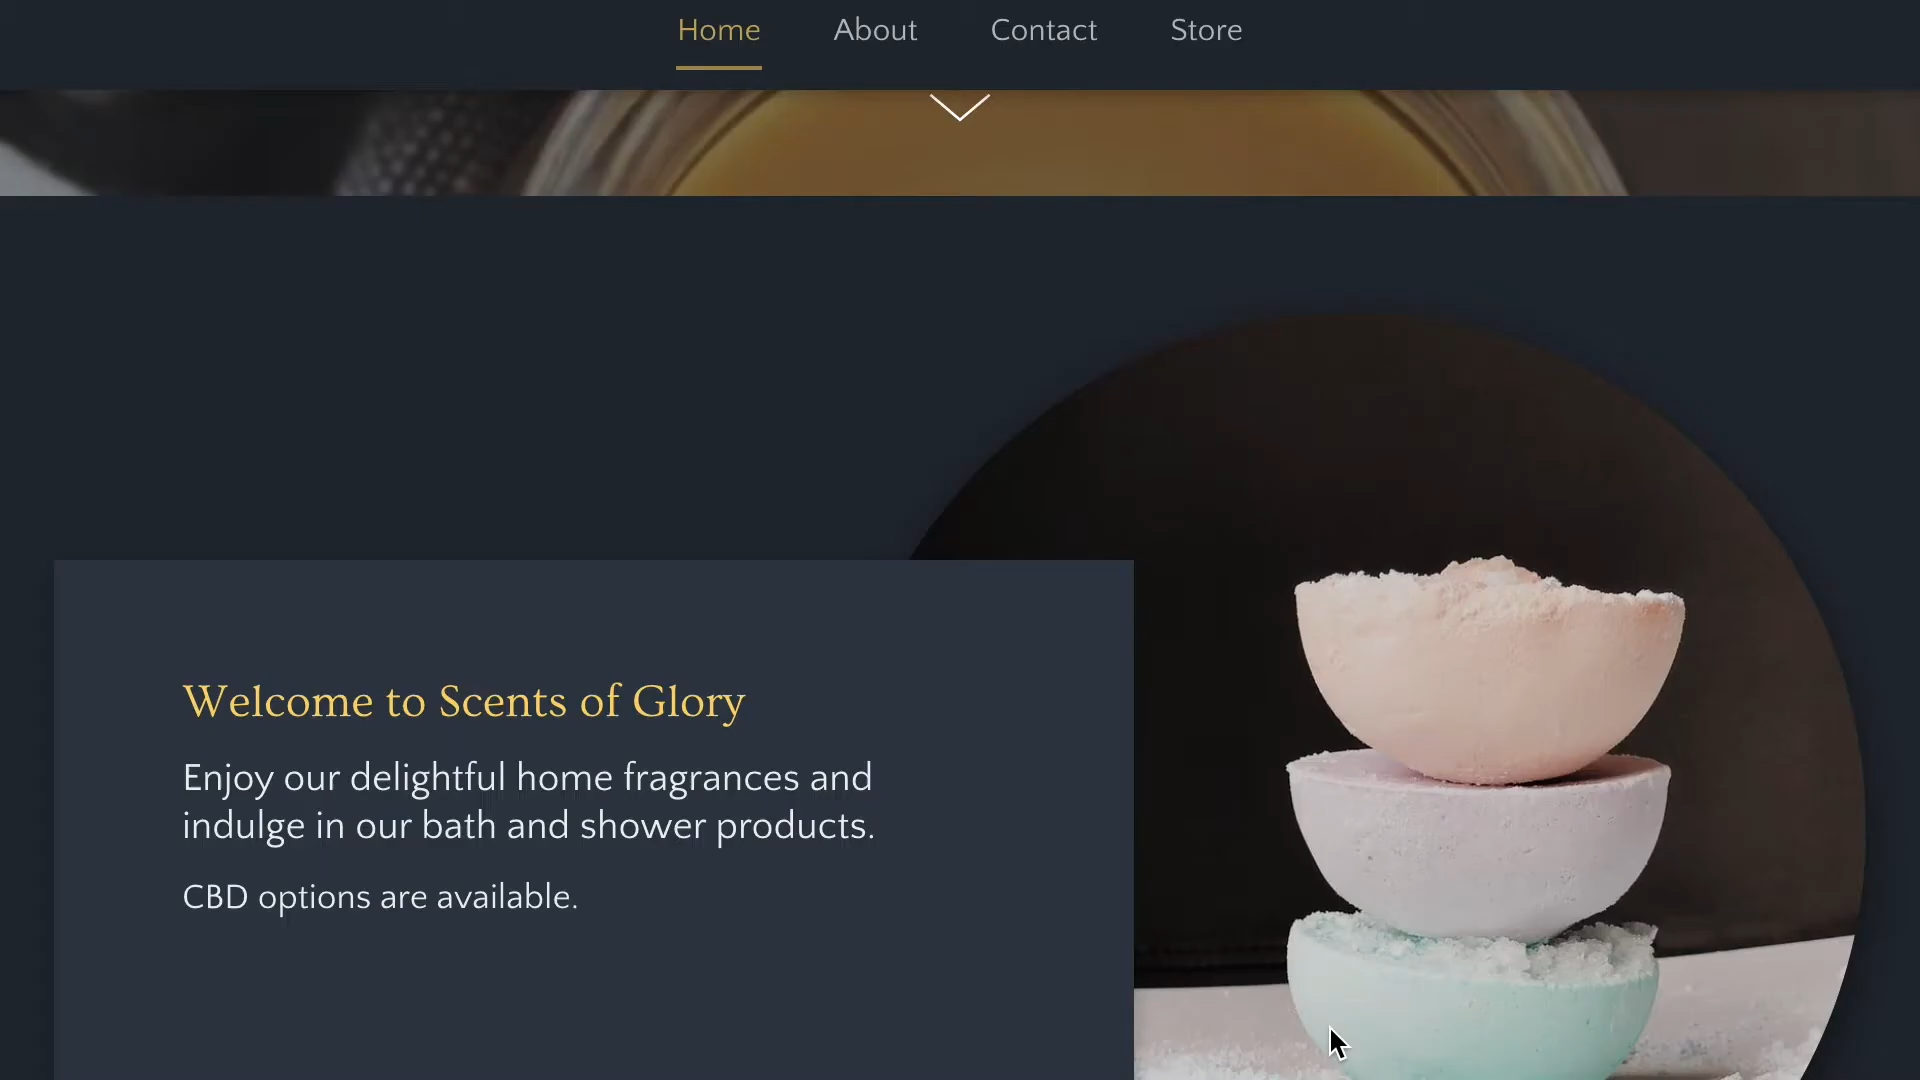 Home About Contact Store
Welcome to Scents of Glory
Enjoy our delightful home fragrances and
indulge in our bath and shower products.
CBD options are available.